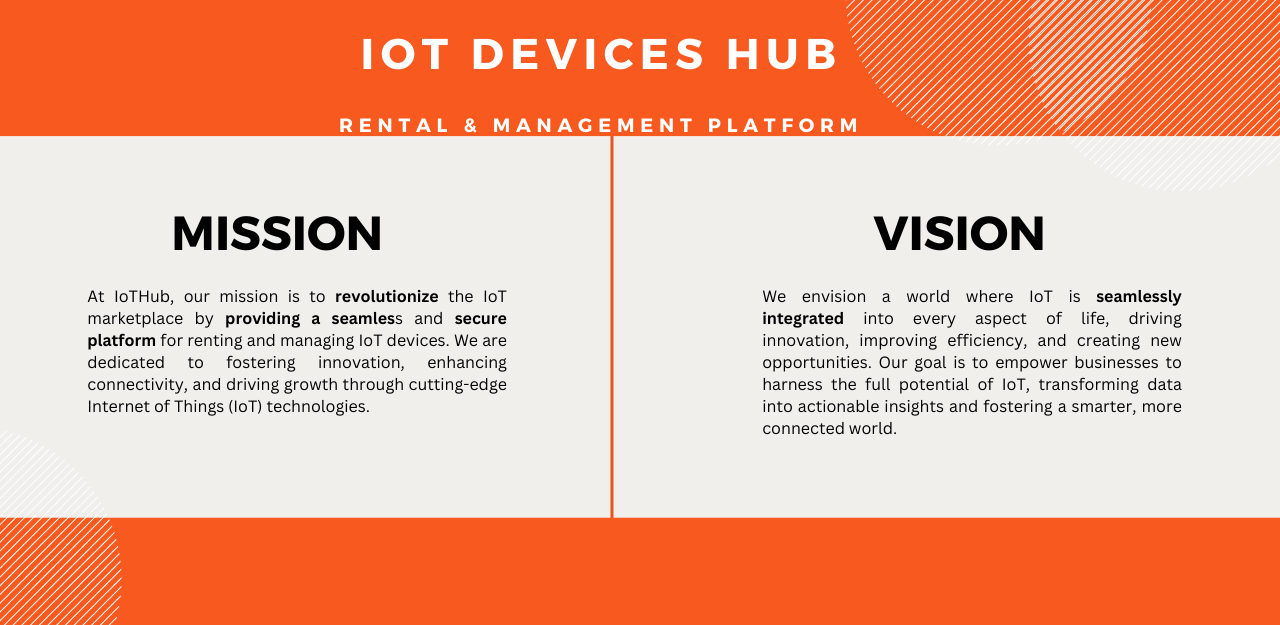 IOT DEVICES HUB
RENTAL & MANAGEMENT PLATFORM
MISSION
At IoTHub, our mission is to revolutionize the IoT
marketplace by providing a seamless and secure
platform for renting and managing IoT devices. We are
dedicated to fostering innovation, enhancing
connectivity, and driving growth through cutting-edge
Internet of Things (IoT) technologies.
VISION
We envision a world where IoT is seamlessly
integrated into every aspect of life, driving
innovation, improving efficiency, and creating new
opportunities. Our goal is to empower businesses to
harness the full potential of IoT, transforming data
into actionable insights and fostering a smarter, more
connected world.